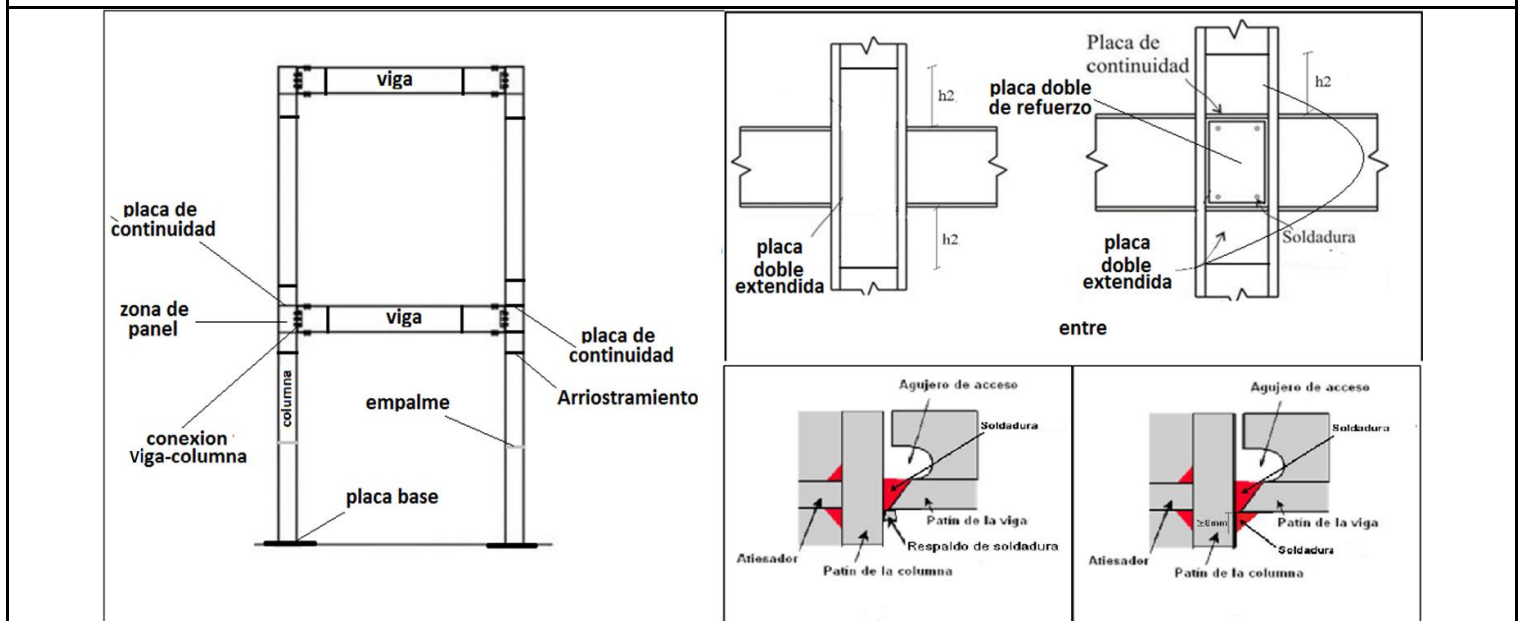 viga
placa de
continuidad
zona de
panel
viga
placa de
continuidad
columna
empalme
Arriostramiento
conexion
viga-columna
placa base
h2
h2
placa
doble
extendida
Placa de
continuidad
placa doble
de refuerzo
h2
Soldadura
placa
doble
extendida
entre
Agujero de acceso
Soldadura
Patín de la viga
Respaldo de soldadura
Atiesador
Patín de la columna
Agujero de acceso
Soldadura
≥8mm
Patín de la viga
Soldadura
Atiesador
Patín de la columna